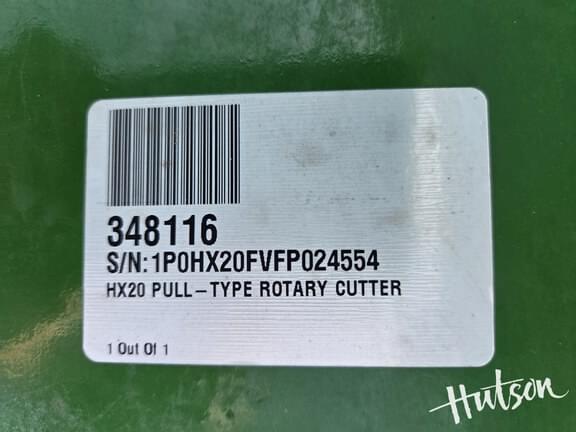 348116
S/N:1P0HX20FVFP024554
HX20 PULL-TYPE ROTARY CUTTER
1 Out Of 1
Hutson